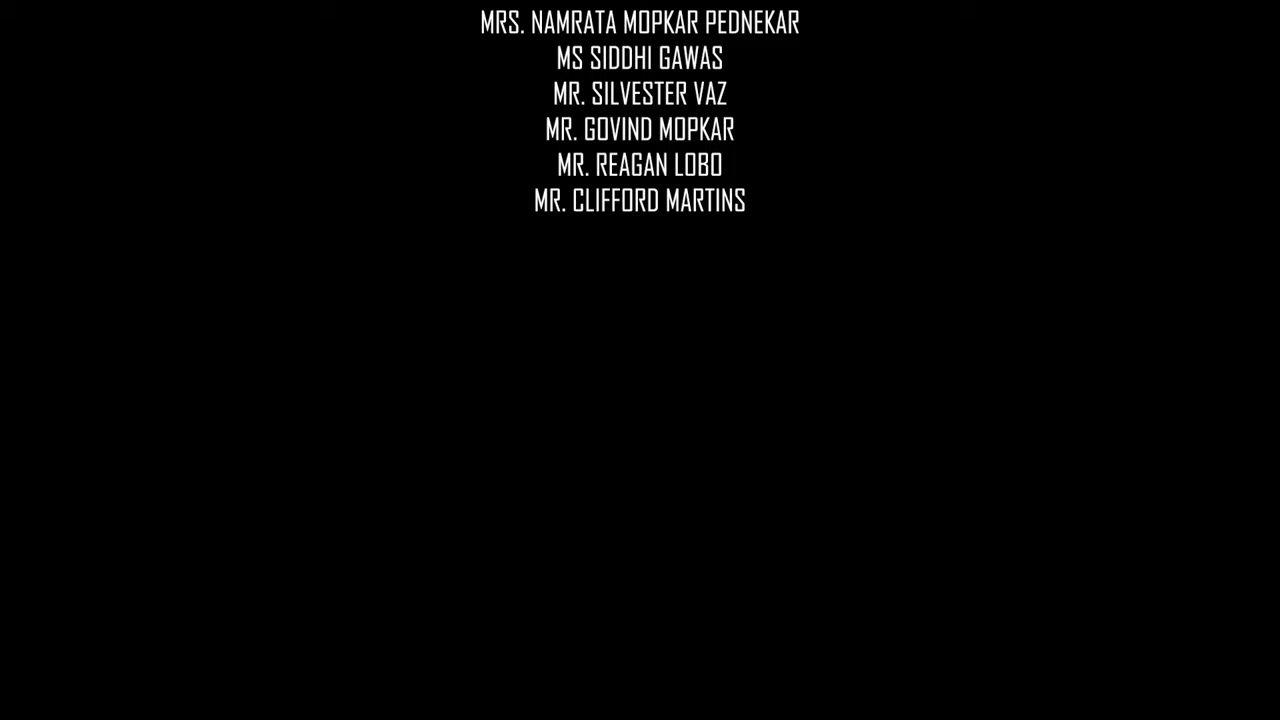 MRS. NAMRATA MOPKAR PEDNEKAR
MS SIDDHI GAWAS
MR. SILVESTER VAZ
MR. GOVIND MOPKAR
MR. REAGAN LOBO
MR. CLIFFORD MARTINS